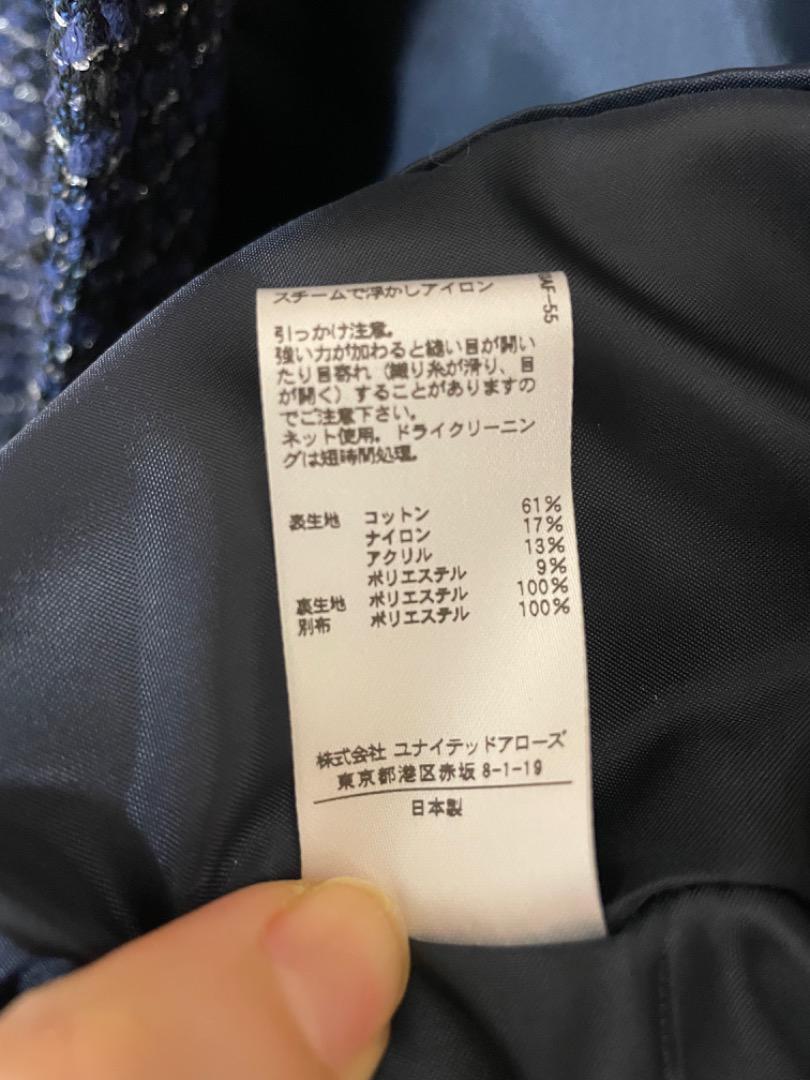 スチームで浮かしアイロン
AF-55
引っかけ注意。
強い力が加わると縫い目が開い
たり目寄れ（織り糸が滑り、目
が開く）することがありますの
でご注意下さい。
ネット使用。ドライクリーニン
グは短時間処理。
表生地 コットン 61%
ナイロン 17%
アクリル 13%
ポリエステル 9%
裏生地 ポリエステル 100%
別布 ポリエステル 100%
株式会社 ユナイテッドアローズ
東京都港区赤坂 8-1-19
日本製